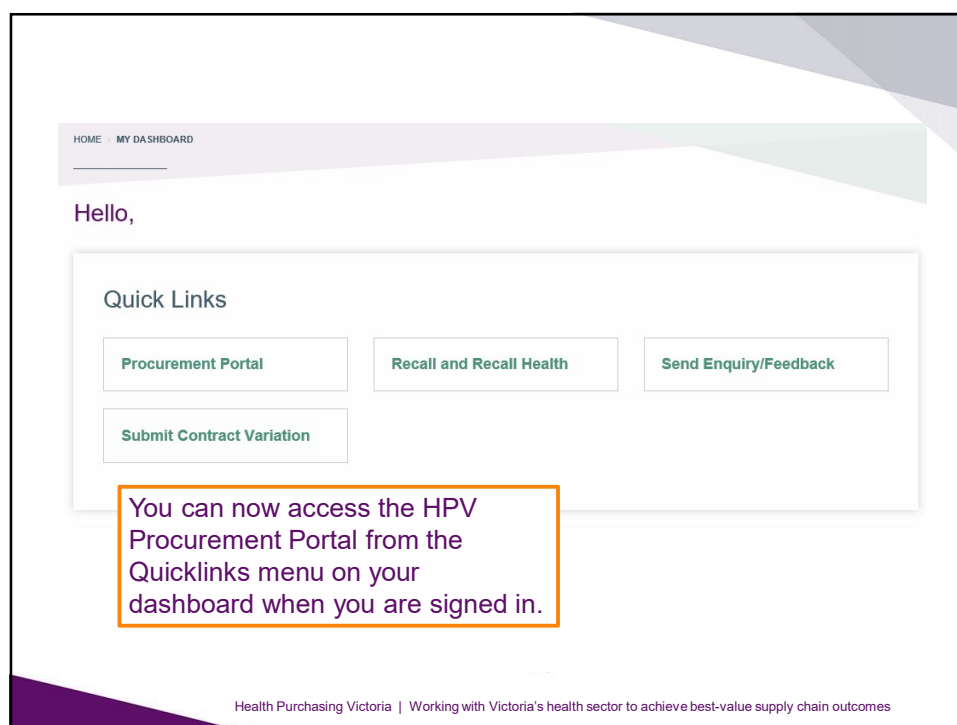 HOME › MY DASHBOARD
Hello,
Quick Links
Procurement Portal
Recall and Recall Health
Send Enquiry/Feedback
Submit Contract Variation
You can now access the HPV
Procurement Portal from the
Quicklinks menu on your
dashboard when you are signed in.
Health Purchasing Victoria | Working with Victoria's health sector to achieve best-value supply chain outcomes